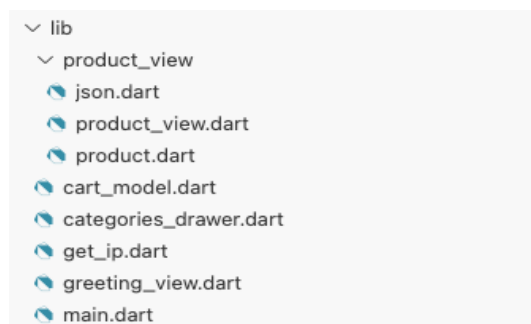 lib
product_view
json.dart
product_view.dart
product.dart
cart_model.dart
categories_drawer.dart
get_ip.dart
greeting_view.dart
main.dart